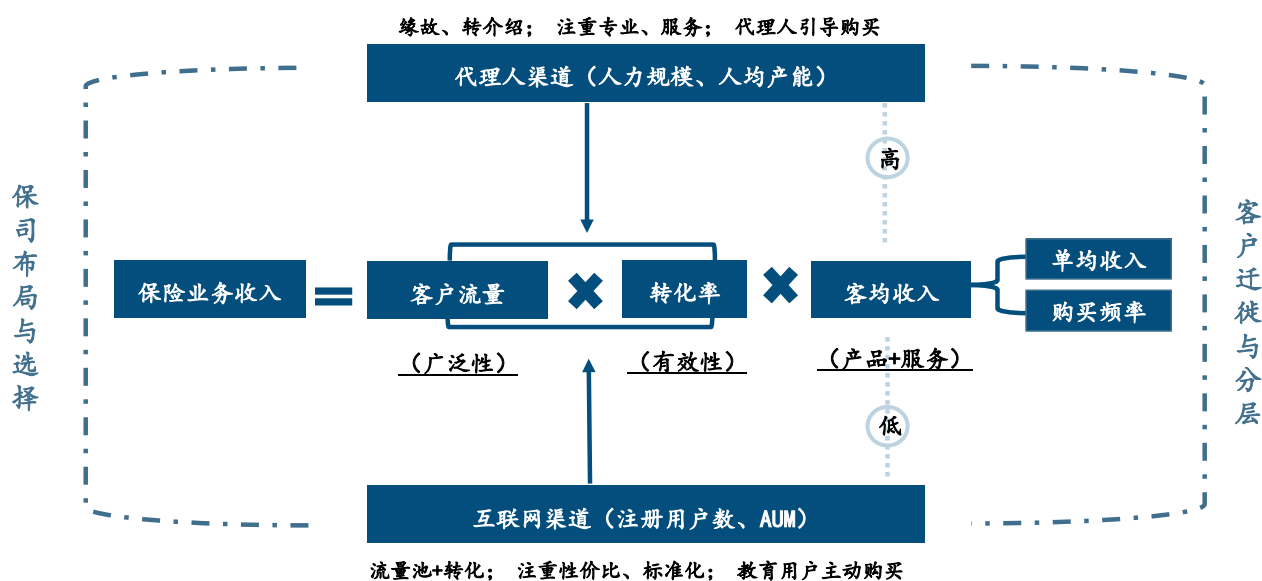 缘故、转介绍； 注重专业、服务； 代理人引导购买
代理人渠道（人力规模、人均产能）
高
保司布局与选择
客户迁徙与分层
保险业务收入
=
客户流量
×
转化率
×
客均收入
单均收入
购买频率
（广泛性）
（有效性）
（产品+服务）
低
互联网渠道（注册用户数、AUM）
流量池+转化； 注重性价比、标准化； 教育用户主动购买